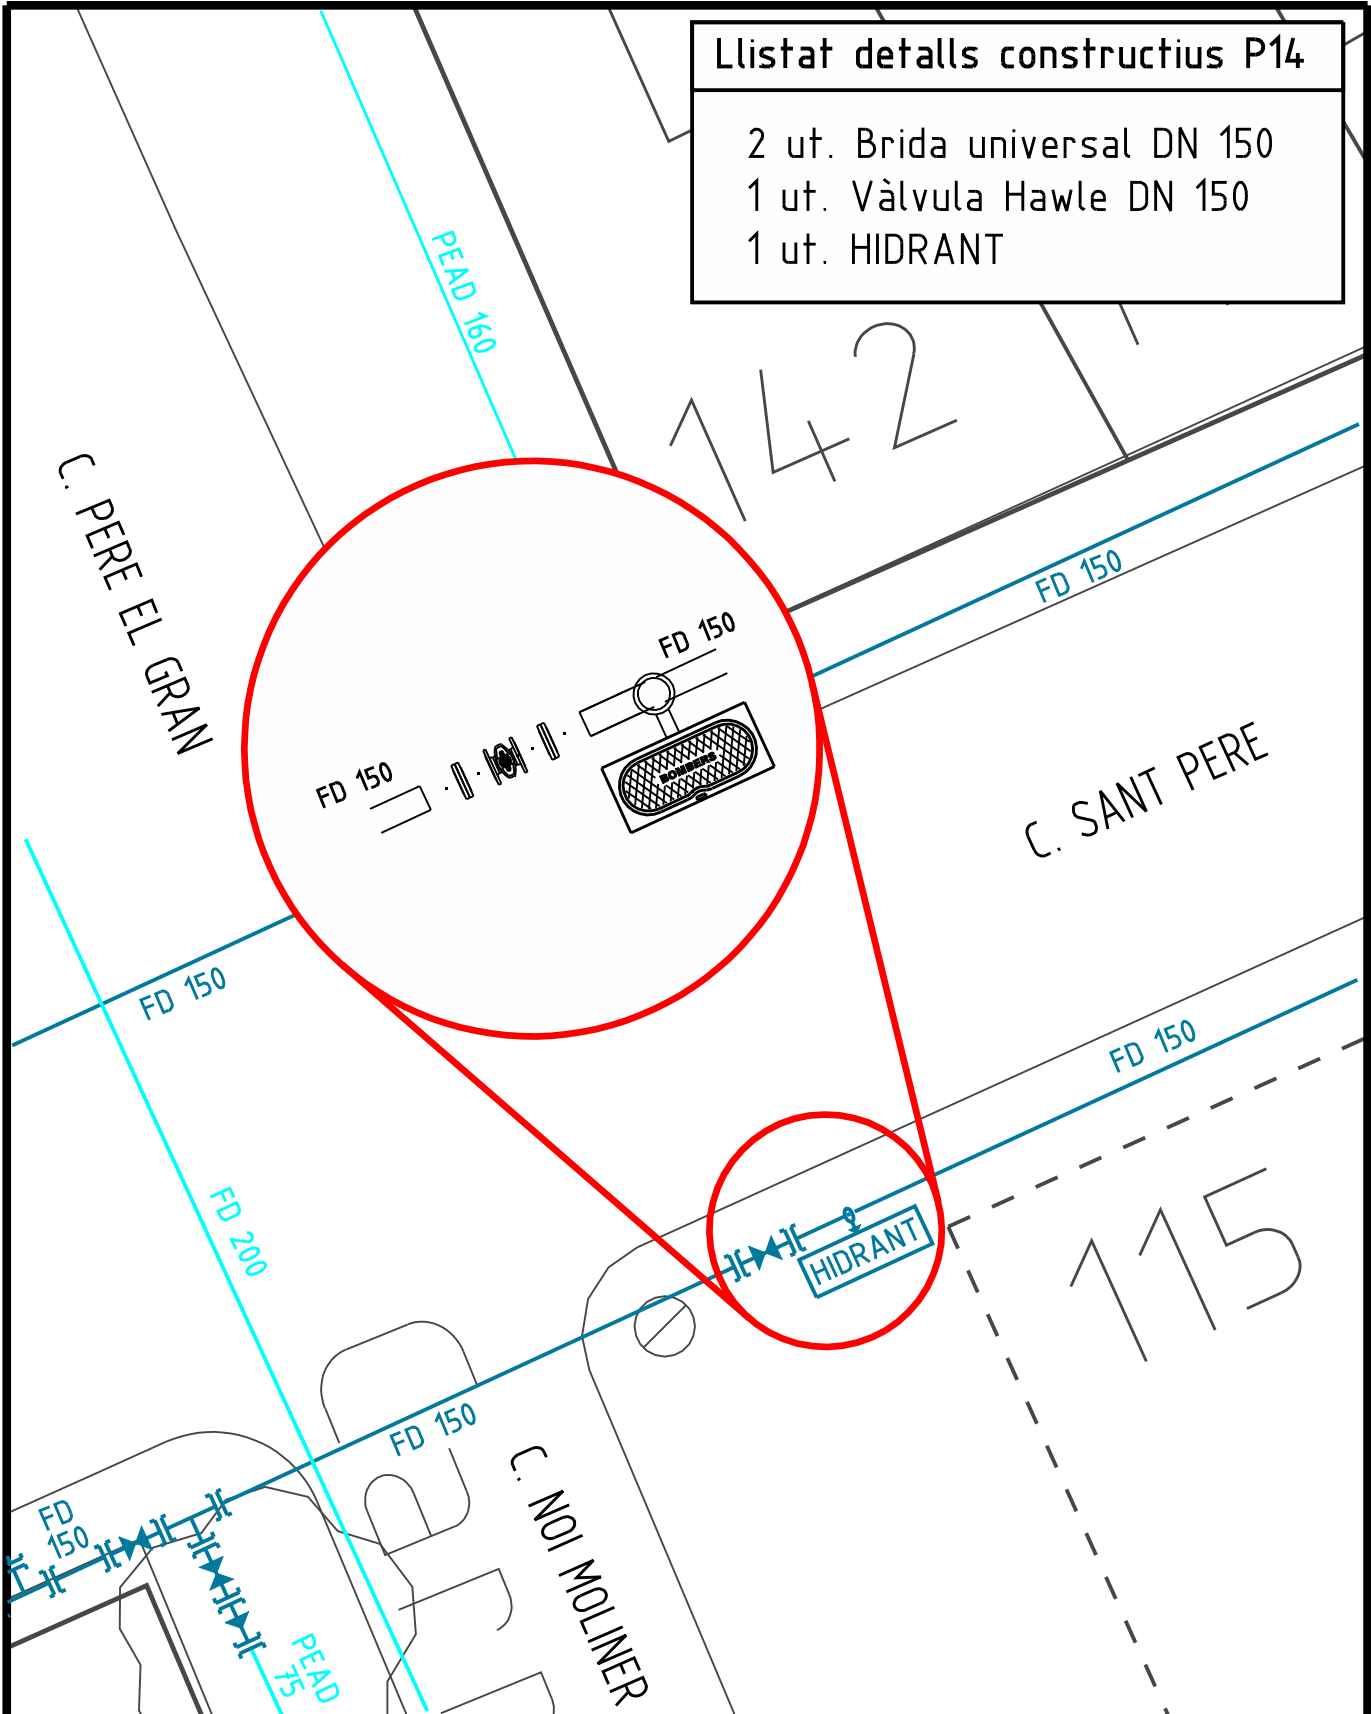 Llistat detalls constructius P14
2 ut. Brida universal DN 150
1 ut. Vàlvula Hawle DN 150
1 ut. HIDRANT
PEAD 160
142
C. PERE EL GRAN
FD 150
FD 150
FD 150
BOMBERS
C. SANT PERE
FD 150
FD 150
FD 200
HIDRANT
115
FD 150
C. NOI MOLINER
FD
150
PEAD
75